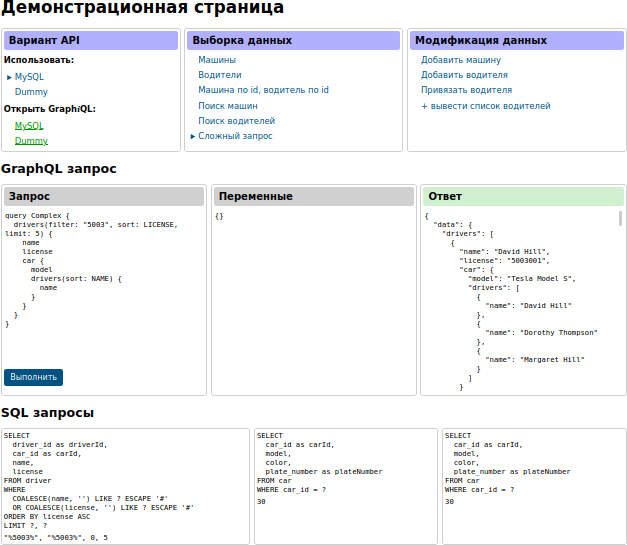 Демонстрационная страница
Вариант API
Использовать:
▸ MySQL
Dummy
Открыть GraphiQL:
MySQL
Dummy
Выборка данных
Машины
Водители
Машина по id, водитель по id
Поиск машин
Поиск водителей
▸ Сложный запрос
Модификация данных
Добавить машину
Добавить водителя
Привязать водителя
+ вывести список водителей
GraphQL запрос
Запрос
query Complex {
  drivers(filter: "5003", sort: LICENSE,
limit: 5) {
    name
    license
    car {
      model
      drivers(sort: NAME) {
        name
      }
    }
  }
}
Выполнить
Переменные
{}
Ответ
{
  "data": {
    "drivers": [
      {
        "name": "David Hill",
        "license": "5003001",
        "car": {
          "model": "Tesla Model S",
          "drivers": [
            {
              "name": "David Hill"
            },
            {
              "name": "Dorothy Thompson"
            },
            {
              "name": "Margaret Hill"
            }
          ]
        }
SQL запросы
SELECT
  driver_id as driverId,
  car_id as carId,
  name,
  license
FROM driver
WHERE
  COALESCE(name, '') LIKE ? ESCAPE '#'
  OR COALESCE(license, '') LIKE ? ESCAPE '#'
ORDER BY license ASC
LIMIT ?, ?
"%5003%", "%5003%", 0, 5
SELECT
  car_id as carId,
  model,
  color,
  plate_number as plateNumber
FROM car
WHERE car_id = ?
30
SELECT
  car_id as carId,
  model,
  color,
  plate_number as plateNumber
FROM car
WHERE car_id = ?
30